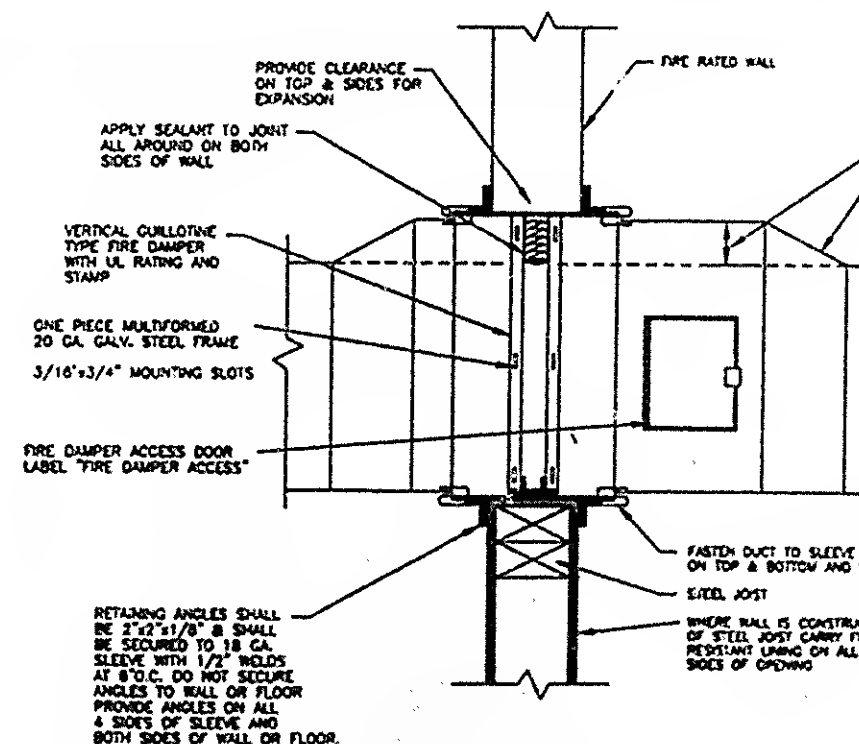 PROVIDE CLEARANCE
ON TOP & SIDES FOR
EXPANSION
FIRE RATED WALL
APPLY SEALANT TO JOINT
ALL AROUND ON BOTH
SIDES OF WALL
VERTICAL GUILLOTINE
TYPE FIRE DAMPER
WITH UL RATING AND
STAMP
ONE PIECE MULTIFORMED
20 GA. GALV. STEEL FRAME
3/16"x3/4" MOUNTING SLOTS
FIRE DAMPER ACCESS DOOR
LABEL "FIRE DAMPER ACCESS"
FASTEN DUCT TO SLEEVE
ON TOP & BOTTOM AND
STEEL JOIST
WHERE WALL IS CONSTRUC
OF STEEL JOIST CARRY FI
RESISTANT LINING ON ALL
SIDES OF OPENING
RETAINING ANGLES SHALL
BE 2"x2"x1/8" & SHALL
BE SECURED TO 18 GA.
SLEEVE WITH 1/2" WELDS
AT 8"O.C. DO NOT SECURE
ANGLES TO WALL OR FLOOR
PROVIDE ANGLES ON ALL
4 SIDES OF SLEEVE AND
BOTH SIDES OF WALL OR FLOOR.